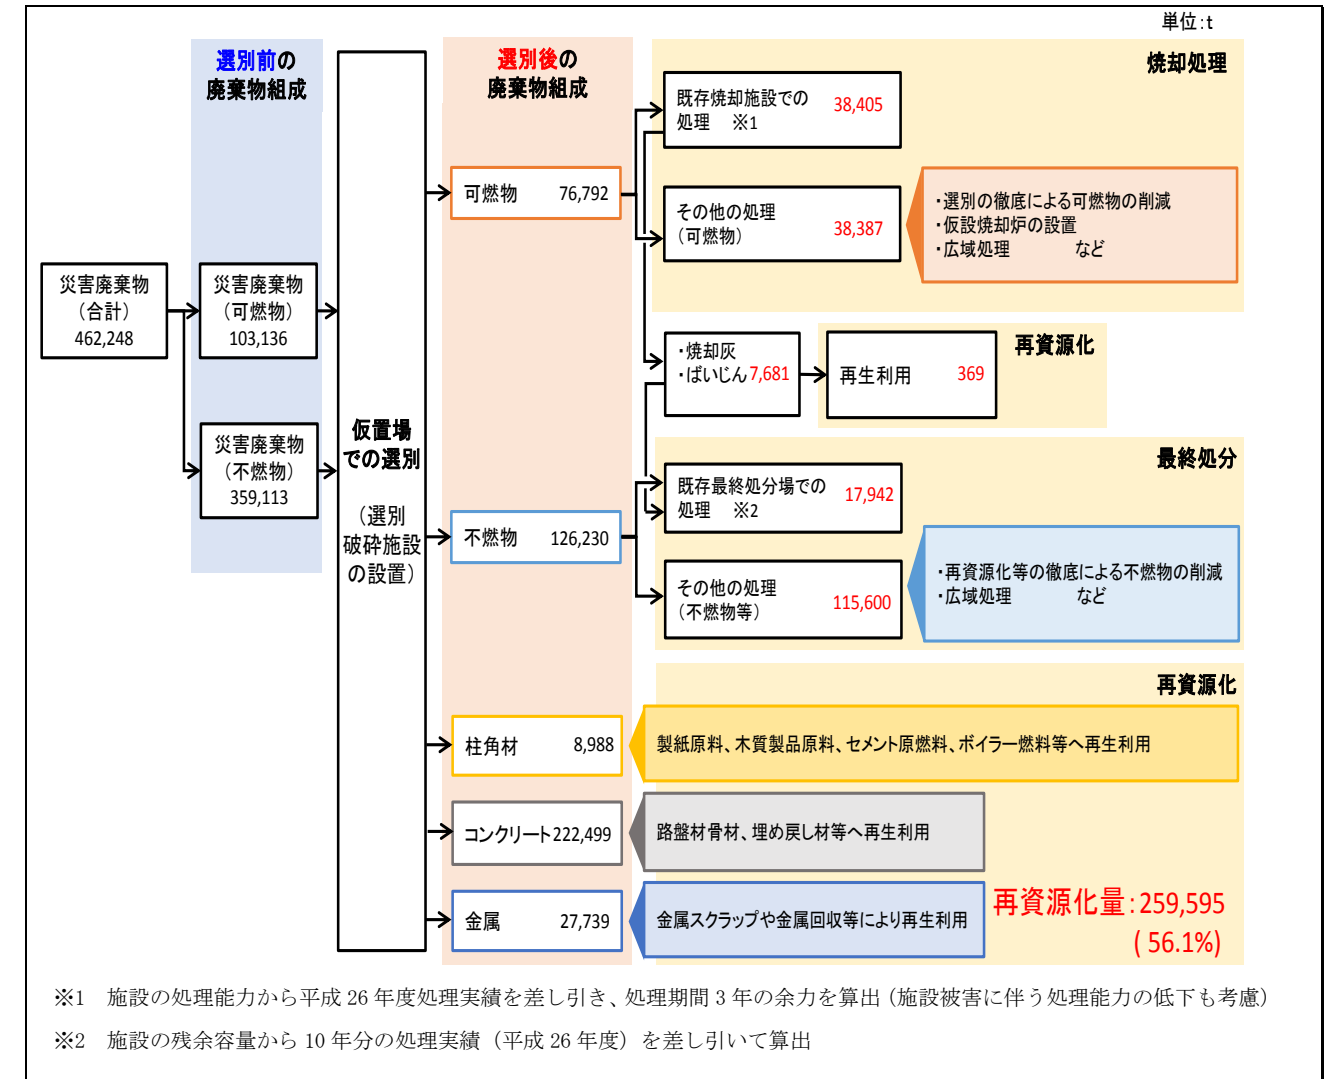 単位:t
選別前の
廃棄物組成
選別後の
廃棄物組成
焼却処理
既存焼却施設での
処理　※1
38,405
可燃物 76,792
その他の処理
(可燃物)
38,387
・選別の徹底による可燃物の削減
・仮設焼却炉の設置
・広域処理　　　など
災害廃棄物
(合計)
462,248
災害廃棄物
(可燃物)
103,136
災害廃棄物
(不燃物)
359,113
仮置場
での選別
(選別
破砕施設
の設置)
・焼却灰
・ばいじん 7,681
再資源化
再生利用 369
最終処分
既存最終処分場での
処理　※2
17,942
不燃物 126,230
その他の処理
(不燃物等)
115,600
・再資源化等の徹底による不燃物の削減
・広域処理　　　など
再資源化
柱角材 8,988
製紙原料、木質製品原料、セメント原燃料、ボイラー燃料等へ再生利用
コンクリート 222,499
路盤材骨材、埋め戻し材等へ再生利用
金属 27,739
金属スクラップや金属回収等により再生利用
再資源化量:259,595
( 56.1%)
※1　施設の処理能力から平成 26 年度処理実績を差し引き、処理期間 3 年の余力を算出(施設被害に伴う処理能力の低下も考慮)
※2　施設の残余容量から 10 年分の処理実績（平成 26 年度）を差し引いて算出